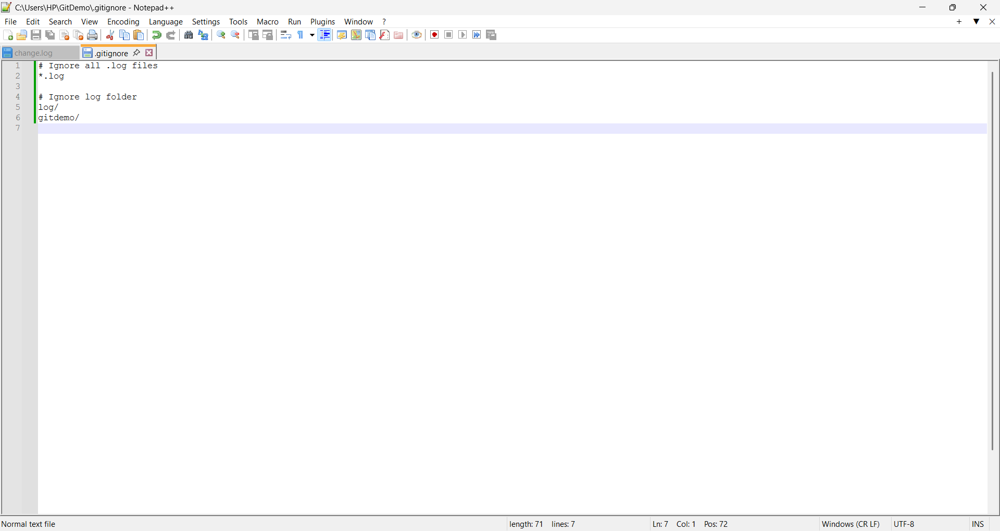 C:\Users\HP\GitDemo\.gitignore - Notepad++
File Edit Search View Encoding Language Settings Tools Macro Run Plugins Window ?
change.log .gitignore
1 # Ignore all .log files
2 *.log
3
4 # Ignore log folder
5 log/
6 gitdemo/
7
Normal text file length: 71 lines: 7 Ln: 7 Col: 1 Pos: 72 Windows (CR LF) UTF-8 INS